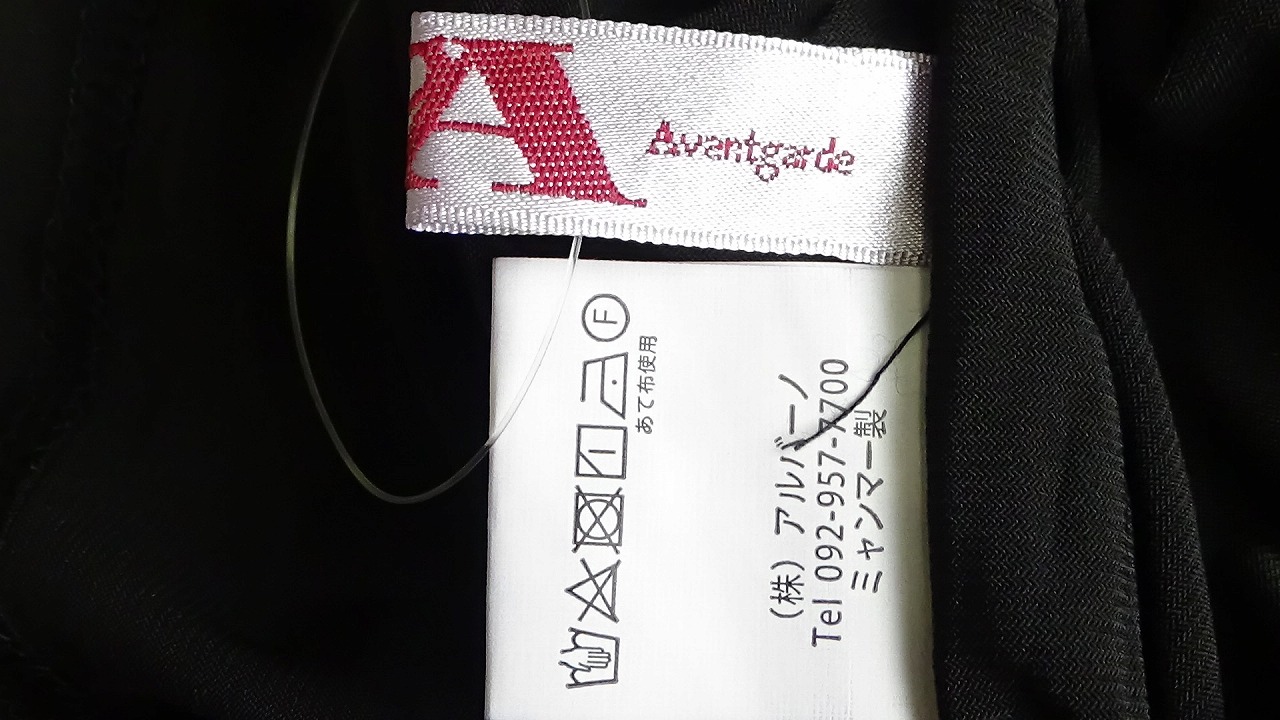 A
Avantgarde
F
あて布使用
(株) アルバーノ
Tel 092-957-7700
ミャンマー製